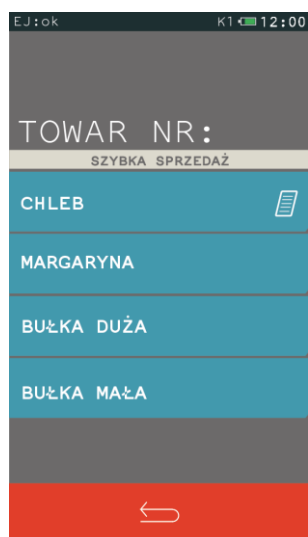 EJ:ok K1 12:00
TOWAR NR:
SZYBKA SPRZEDAŻ
CHLEB
MARGARYNA
BUŁKA DUŻA
BUŁKA MAŁA